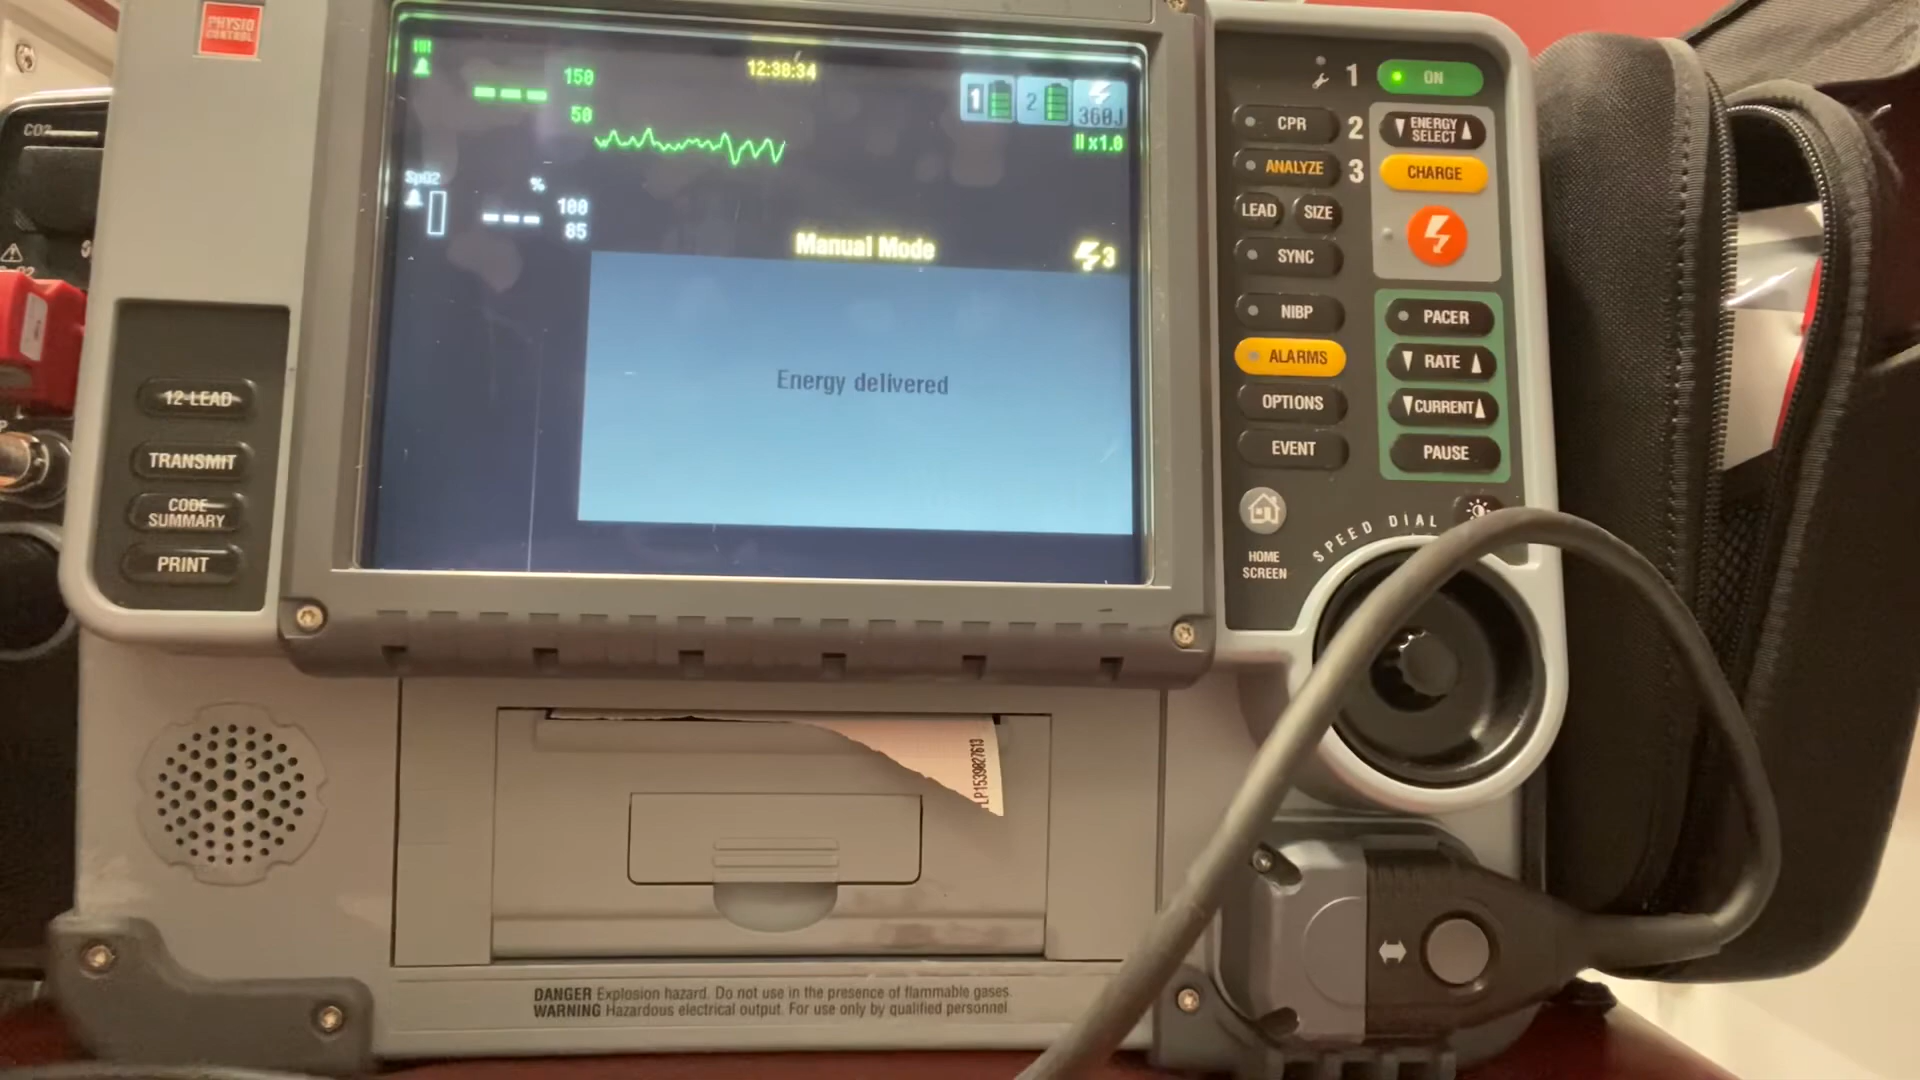 PHYSIO
CONTROL
150
50
12:38:34
1
2
360J
II x1.0
SpO2
%
100
85
Manual Mode
3
Energy delivered
CO2
12-LEAD
TRANSMIT
CODE
SUMMARY
PRINT
1
ON
CPR
2
ENERGY
SELECT
ANALYZE
3
CHARGE
LEAD
SIZE
SYNC
NIBP
PACER
ALARMS
RATE
OPTIONS
CURRENT
EVENT
PAUSE
HOME
SCREEN
SPEED DIAL
LP1539827613
DANGER Explosion hazard. Do not use in the presence of flammable gases.
WARNING Hazardous electrical output. For use only by qualified personnel.